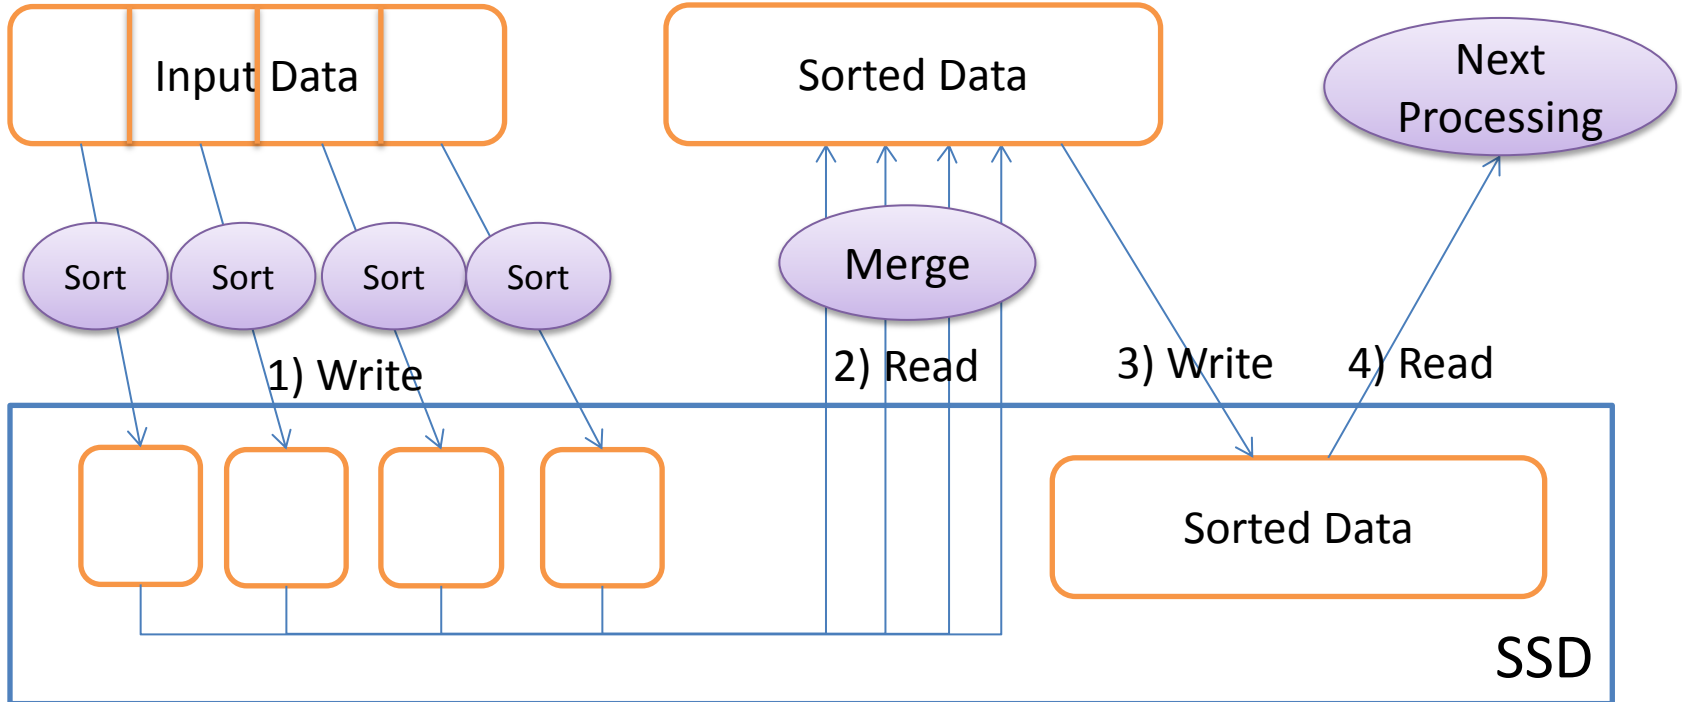 Input Data
Sorted Data
Next
Processing
Sort
Sort
Sort
Sort
Merge
1) Write
2) Read
3) Write
4) Read
Sorted Data
SSD